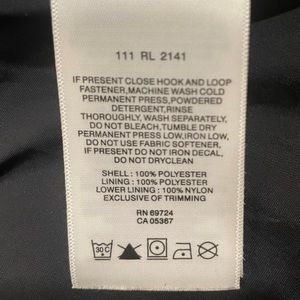 111 RL 2141
IF PRESENT CLOSE HOOK AND LOOP
FASTENER,MACHINE WASH COLD
PERMANENT PRESS,POWDERED
DETERGENT, RINSE
THOROUGHLY, WASH SEPARATELY,
DO NOT BLEACH,TUMBLE DRY
PERMANENT PRESS LOW,IRON LOW,
DO NOT USE FABRIC SOFTENER,
IF PRESENT DO NOT IRON DECAL,
DO NOT DRYCLEAN
SHELL : 100% POLYESTER
LINING : 100% POLYESTER
LOWER LINING : 100% NYLON
EXCLUSIVE OF TRIMMING
RN 69724
CA 05367
30C